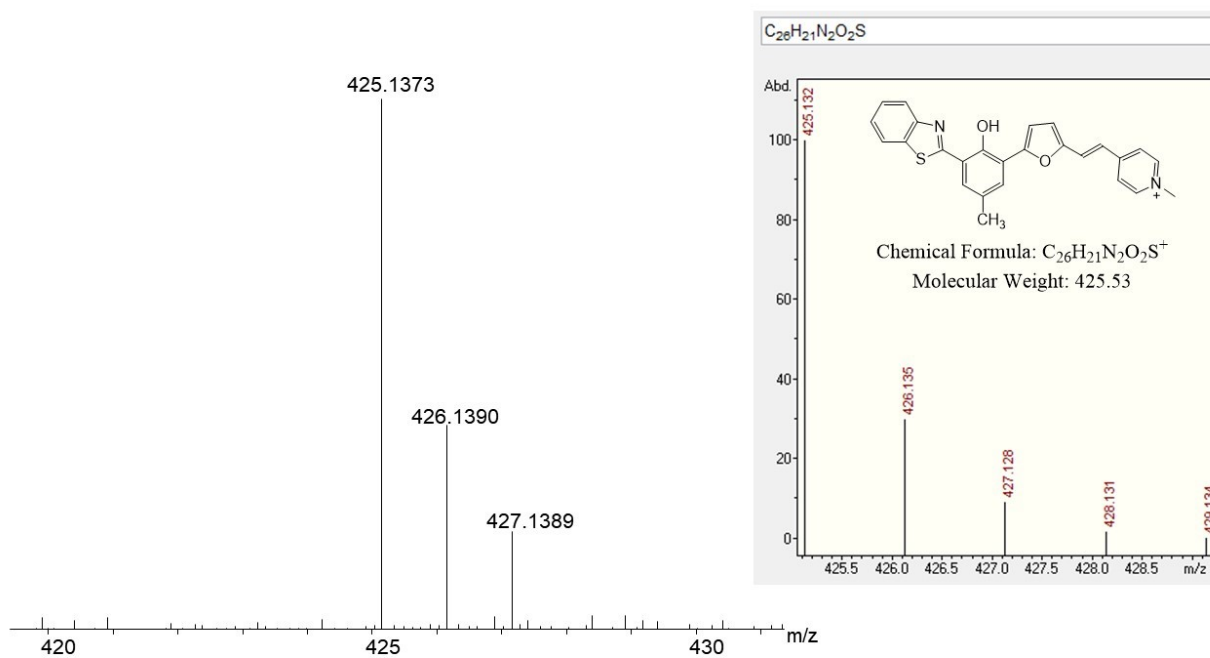 425.1373
426.1390
427.1389
420
425
430
m/z
C₂₆H₂₁N₂O₂S
Abd.
425.132
100
80
60
40
20
0
426.135
427.128
428.131
429.134
N
OH
S
O
N
+
CH₃
Chemical Formula: C₂₆H₂₁N₂O₂S⁺
Molecular Weight: 425.53
425.5 426.0 426.5 427.0 427.5 428.0 428.5 m/z